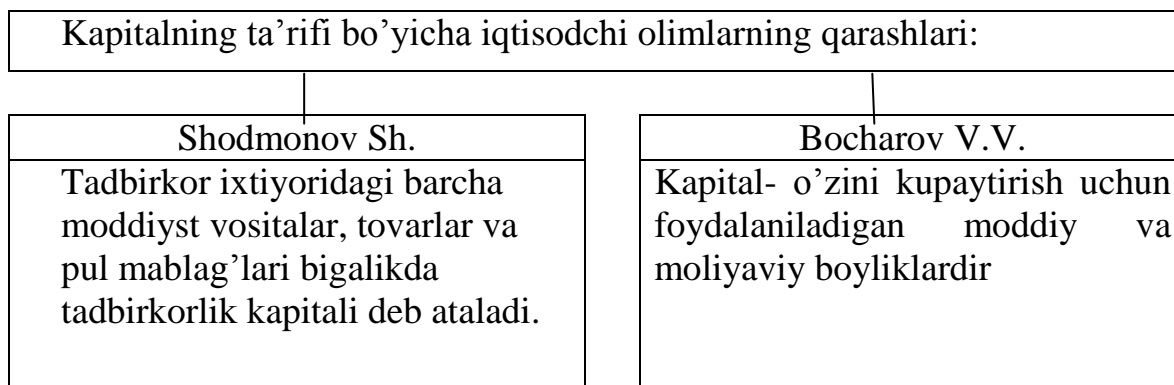 Kapitalning ta’rifi bo’yicha iqtisodchi olimlarning qarashlari:
Shodmonov Sh.
Tadbirkor ixtiyoridagi barcha
moddiyst vositalar, tovarlar va
pul mablag’lari bigalikda
tadbirkorlik kapitali deb ataladi.
Bocharov V.V.
Kapital- o’zini kupaytirish uchun
foydalaniladigan moddiy va
moliyaviy boyliklardir